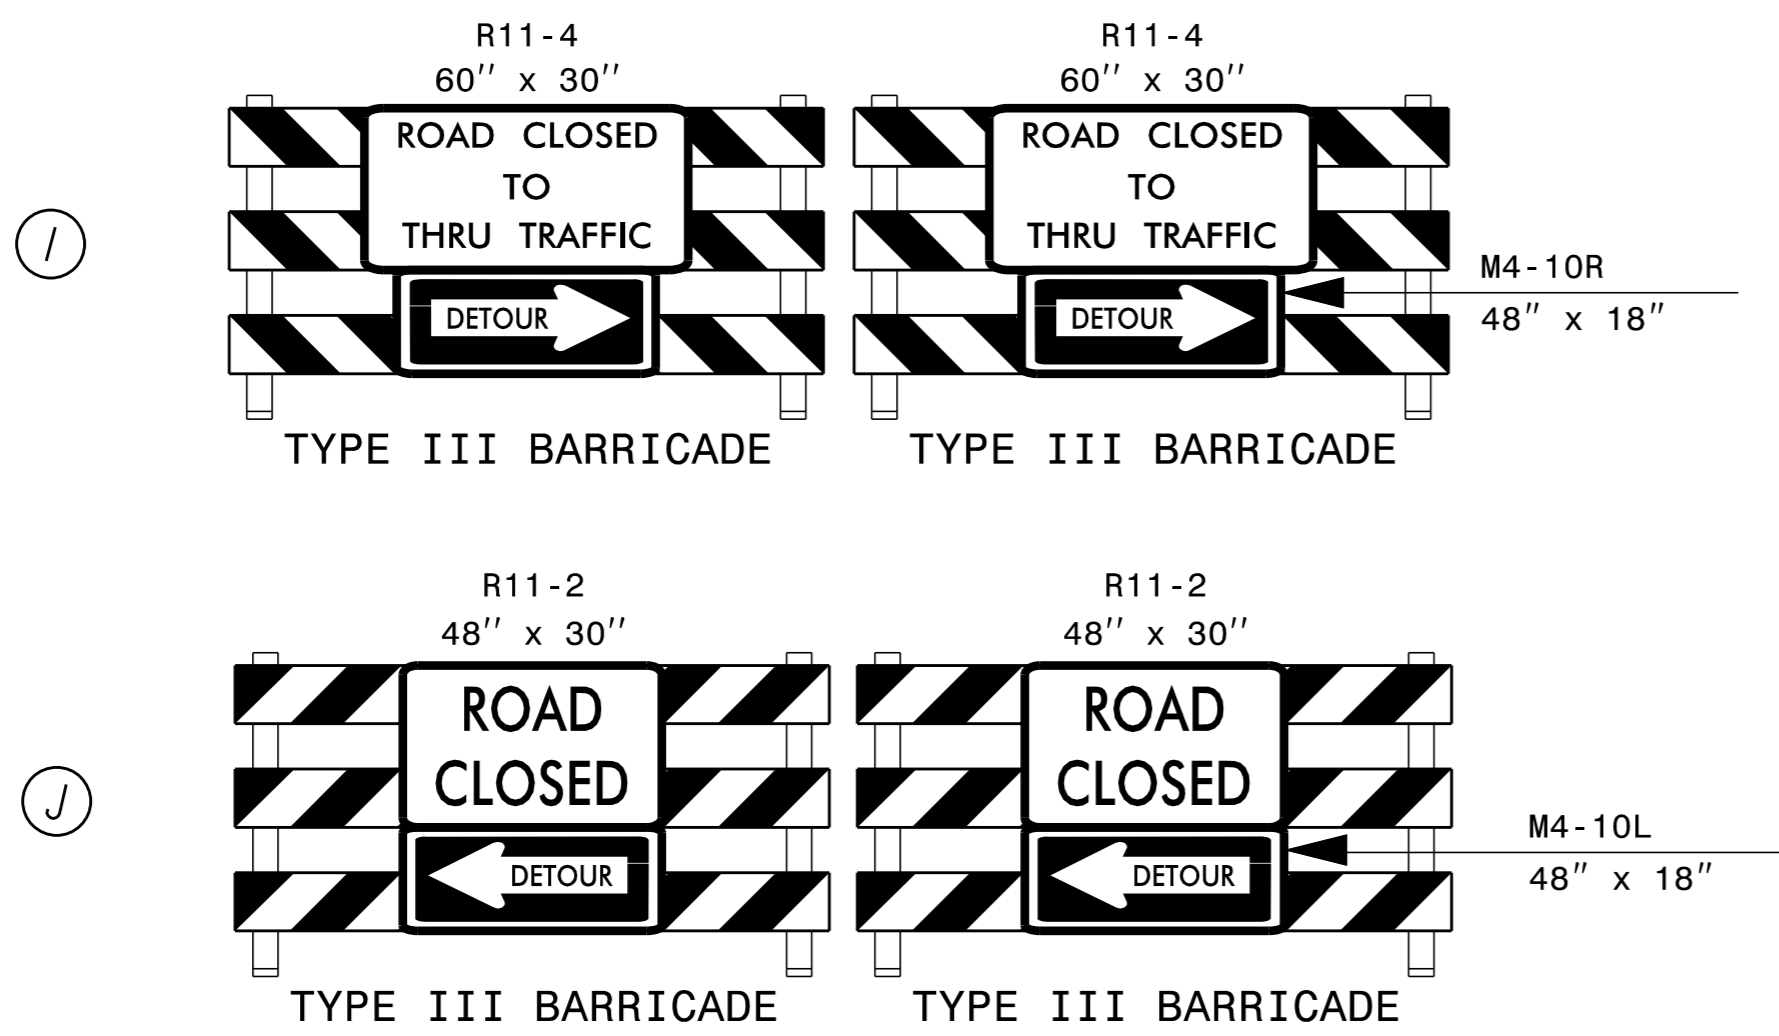 R11-4
60" x 30"
ROAD CLOSED
TO
THRU TRAFFIC
DETOUR
TYPE III BARRICADE
R11-4
60" x 30"
ROAD CLOSED
TO
THRU TRAFFIC
DETOUR
TYPE III BARRICADE
M4-10R
48" x 18"
I
R11-2
48" x 30"
ROAD
CLOSED
DETOUR
TYPE III BARRICADE
R11-2
48" x 30"
ROAD
CLOSED
DETOUR
TYPE III BARRICADE
M4-10L
48" x 18"
J